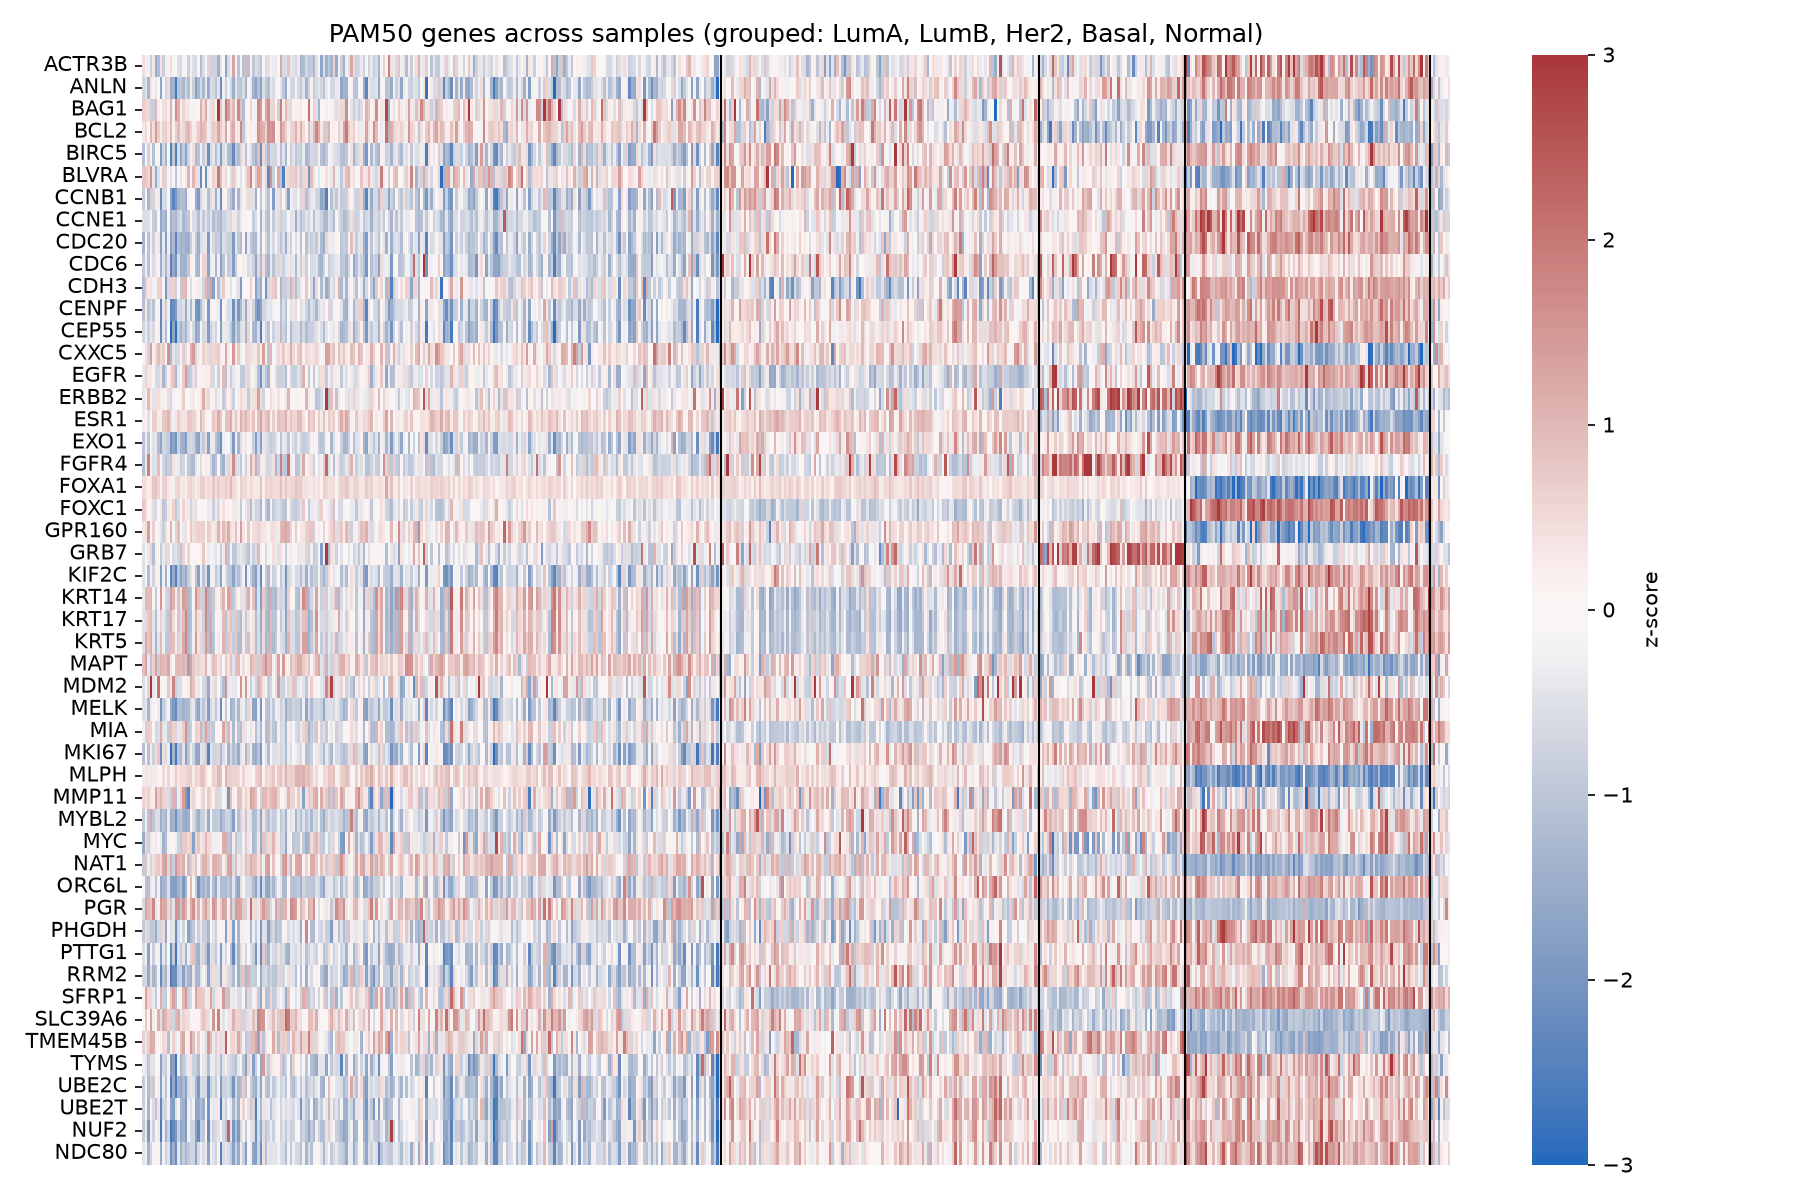 PAM50 genes across samples (grouped: LumA, LumB, Her2, Basal, Normal)
ACTR3B
ANLN
BAG1
BCL2
BIRC5
BLVRA
CCNB1
CCNE1
CDC20
CDC6
CDH3
CENPF
CEP55
CXXC5
EGFR
ERBB2
ESR1
EXO1
FGFR4
FOXA1
FOXC1
GPR160
GRB7
KIF2C
KRT14
KRT17
KRT5
MAPT
MDM2
MELK
MIA
MKI67
MLPH
MMP11
MYBL2
MYC
NAT1
ORC6L
PGR
PHGDH
PTTG1
RRM2
SFRP1
SLC39A6
TMEM45B
TYMS
UBE2C
UBE2T
NUF2
NDC80
3
2
1
0
−1
−2
−3
z-score